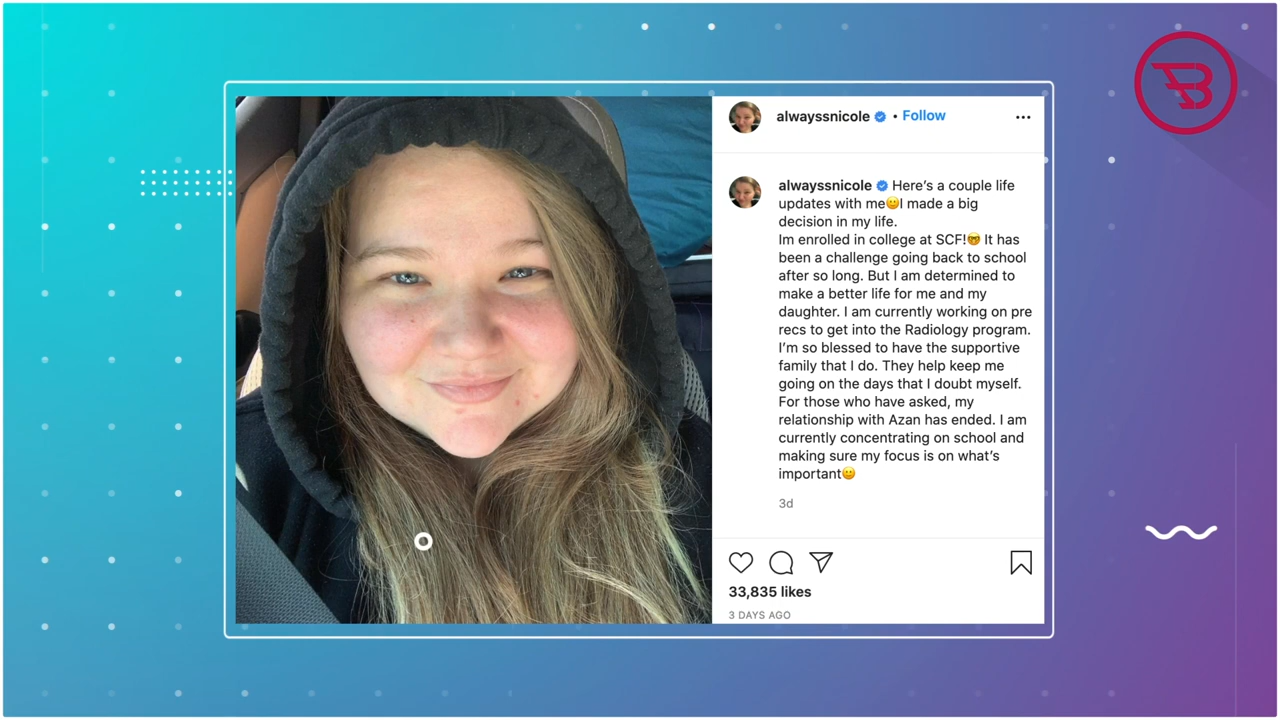 alwayssnicole • Follow
alwayssnicole Here's a couple life
updates with me🙂I made a big
decision in my life.
Im enrolled in college at SCF!🤓 It has
been a challenge going back to school
after so long. But I am determined to
make a better life for me and my
daughter. I am currently working on pre
recs to get into the Radiology program.
I'm so blessed to have the supportive
family that I do. They help keep me
going on the days that I doubt myself.
For those who have asked, my
relationship with Azan has ended. I am
currently concentrating on school and
making sure my focus is on what's
important🙂
3d
33,835 likes
3 DAYS AGO